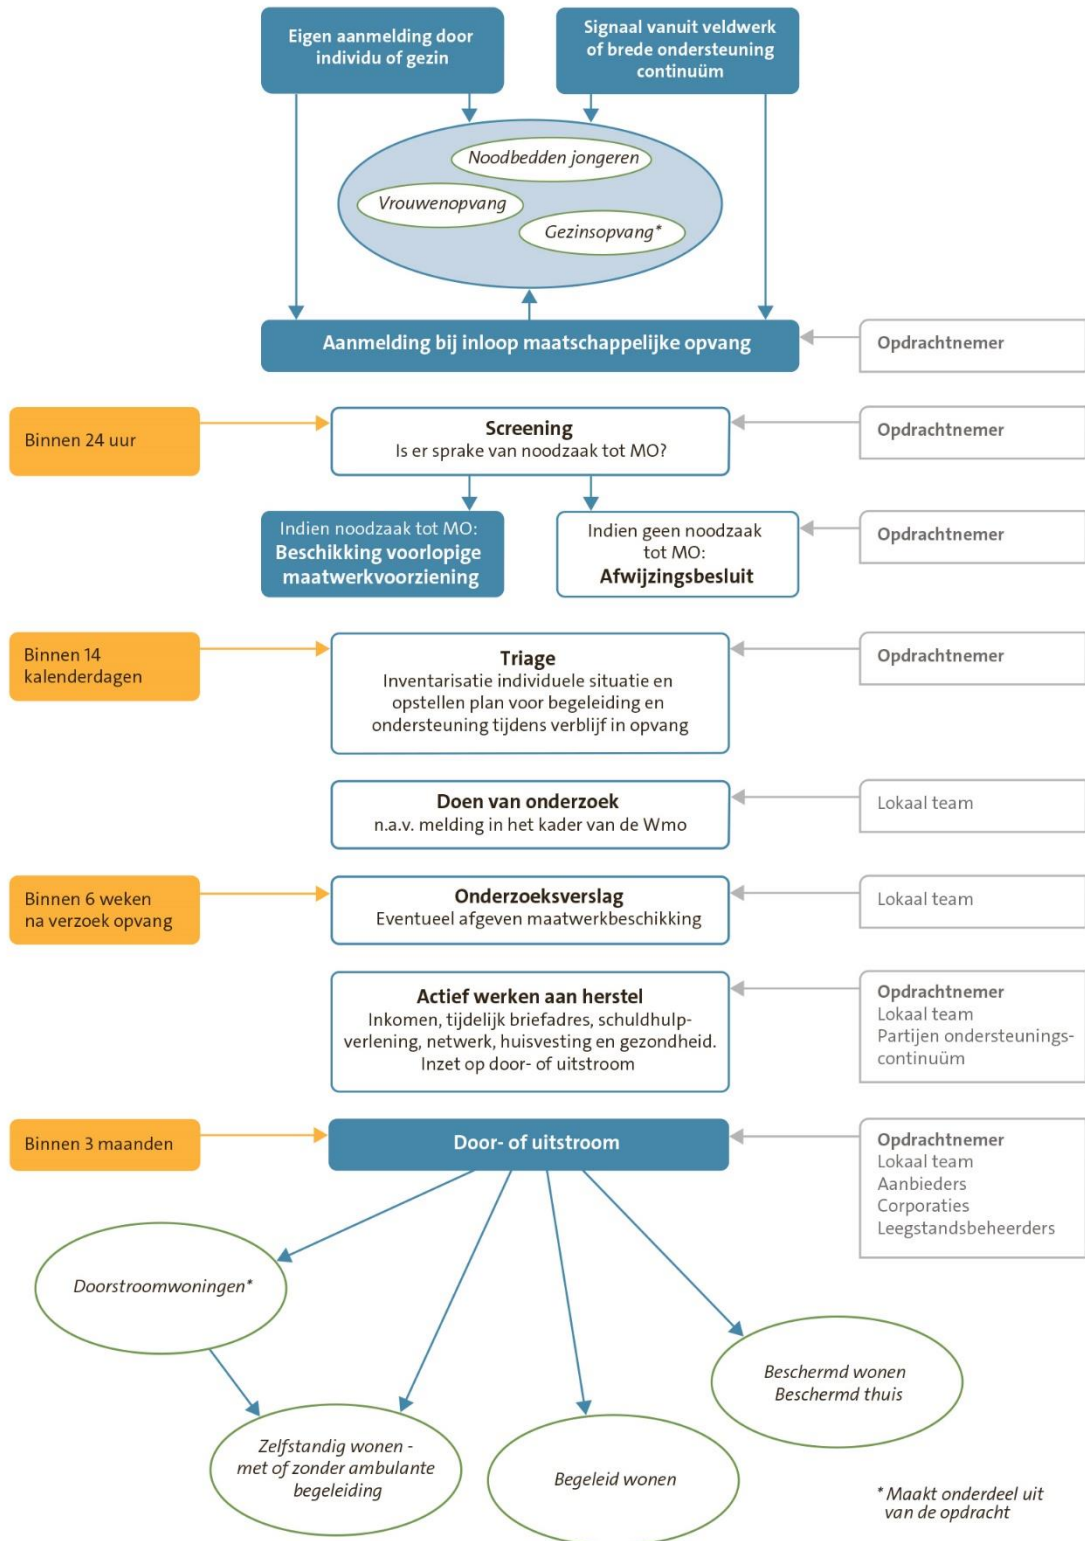 Eigen aanmelding door
individu of gezin
Signaal vanuit veldwerk
of brede ondersteuning
continuüm
Noodbedden jongeren
Vrouwenopvang
Gezinsopvang*
Aanmelding bij inloop maatschappelijke opvang
Opdrachtnemer
Binnen 24 uur
Screening
Is er sprake van noodzaak tot MO?
Opdrachtnemer
Indien noodzaak tot MO:
Beschikking voorlopige
maatwerkvoorziening
Indien geen noodzaak
tot MO:
Afwijzingsbesluit
Opdrachtnemer
Binnen 14
kalenderdagen
Triage
Inventarisatie individuele situatie en
opstellen plan voor begeleiding en
ondersteuning tijdens verblijf in opvang
Opdrachtnemer
Doen van onderzoek
n.a.v. melding in het kader van de Wmo
Lokaal team
Binnen 6 weken
na verzoek opvang
Onderzoeksverslag
Eventueel afgeven maatwerkbeschikking
Lokaal team
Actief werken aan herstel
Inkomen, tijdelijk briefadres, schuldhulp-
verlening, netwerk, huisvesting en gezondheid.
Inzet op door- of uitstroom
Opdrachtnemer
Lokaal team
Partijen ondersteunings-
continuüm
Binnen 3 maanden
Door- of uitstroom
Opdrachtnemer
Lokaal team
Aanbieders
Corporaties
Leegstandsbeheerders
Doorstroomwoningen*
Beschermd wonen
Beschermd thuis
Zelfstandig wonen -
met of zonder ambulante
begeleiding
Begeleid wonen
* Maakt onderdeel uit
van de opdracht